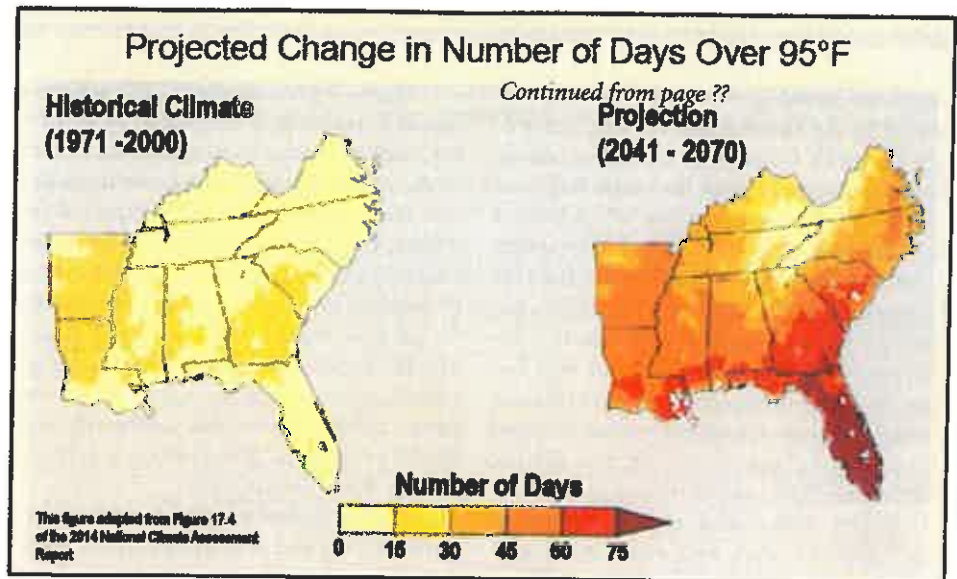 Projected Change in Number of Days Over 95°F
Continued from page ??
Historical Climate
(1971 -2000)
Projection
(2041 - 2070)
Number of Days
0 15 30 45 60 75
This figure adapted from Figure 17.4
of the 2014 National Climate Assessment
Report